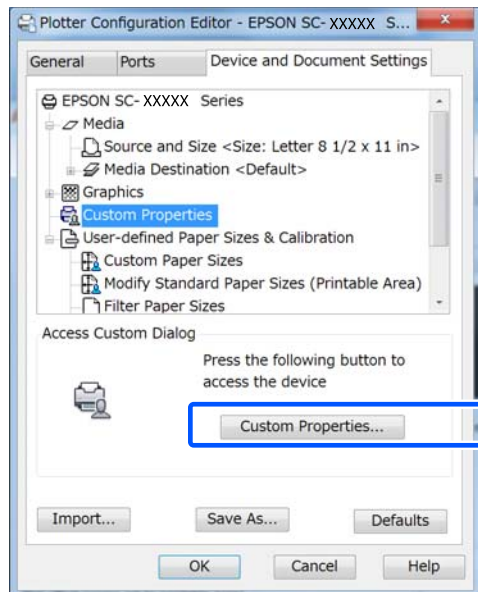 Plotter Configuration Editor - EPSON SC- XXXXX S...
General Ports Device and Document Settings
EPSON SC- XXXXX Series
Media
Source and Size <Size: Letter 8 1/2 x 11 in>
Media Destination <Default>
Graphics
Custom Properties
User-defined Paper Sizes & Calibration
Custom Paper Sizes
Modify Standard Paper Sizes (Printable Area)
Filter Paper Sizes
Access Custom Dialog
Press the following button to
access the device
Custom Properties...
Import... Save As... Defaults
OK Cancel Help